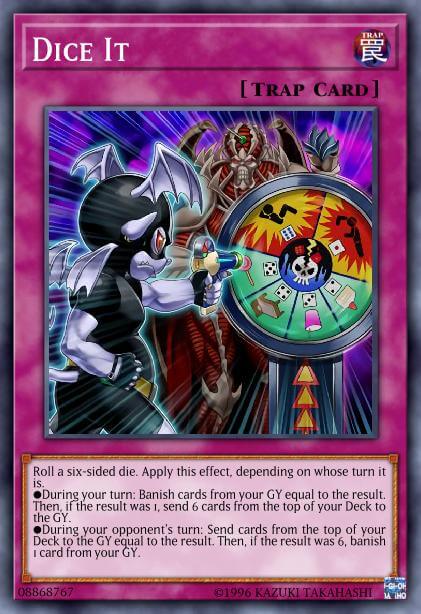 DICE IT
TRAP
罠
[TRAP CARD]
Roll a six-sided die. Apply this effect, depending on whose turn it
is.
●During your turn: Banish cards from your GY equal to the result.
Then, if the result was 1, send 6 cards from the top of your Deck to
the GY.
●During your opponent's turn: Send cards from the top of your
Deck to the GY equal to the result. Then, if the result was 6, banish
1 card from your GY.
08868767
©1996 KAZUKI TAKAHASHI